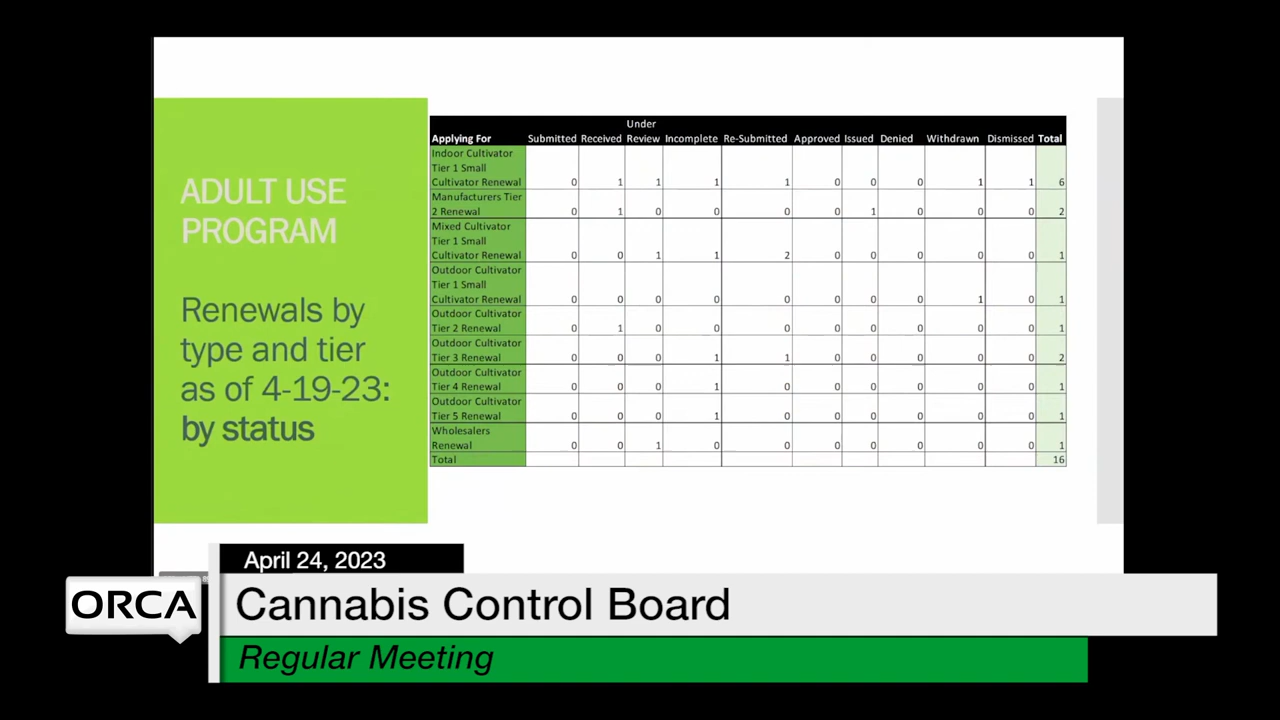 ADULT USE
PROGRAM
Renewals by
type and tier
as of 4-19-23:
by status
Under
Applying For Submitted Received Review Incomplete Re-Submitted Approved Issued Denied Withdrawn Dismissed Total
Indoor Cultivator
Tier 1 Small
Cultivator Renewal 0 1 1 1 1 0 0 0 1 1 6
Manufacturers Tier
2 Renewal 0 1 0 0 0 0 1 0 0 0 2
Mixed Cultivator
Tier 1 Small
Cultivator Renewal 0 0 1 1 2 0 0 0 0 0 1
Outdoor Cultivator
Tier 1 Small
Cultivator Renewal 0 0 0 0 0 0 0 0 1 0 1
Outdoor Cultivator
Tier 2 Renewal 0 1 0 0 0 0 0 0 0 0 1
Outdoor Cultivator
Tier 3 Renewal 0 0 0 1 1 0 0 0 0 0 2
Outdoor Cultivator
Tier 4 Renewal 0 0 0 1 0 0 0 0 0 0 1
Outdoor Cultivator
Tier 5 Renewal 0 0 0 1 0 0 0 0 0 0 1
Wholesalers
Renewal 0 0 1 0 0 0 0 0 0 0 1
Total 16
April 24, 2023
ORCA
Cannabis Control Board
Regular Meeting